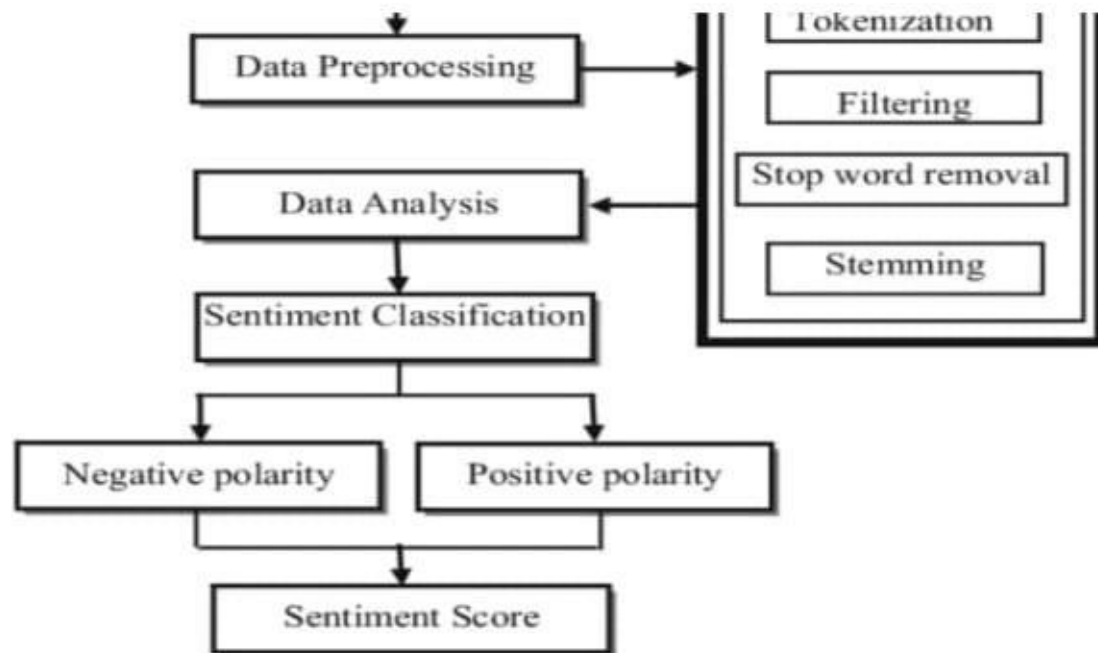 Tokenization
Data Preprocessing
Filtering
Stop word removal
Data Analysis
Stemming
Sentiment Classification
Negative polarity
Positive polarity
Sentiment Score